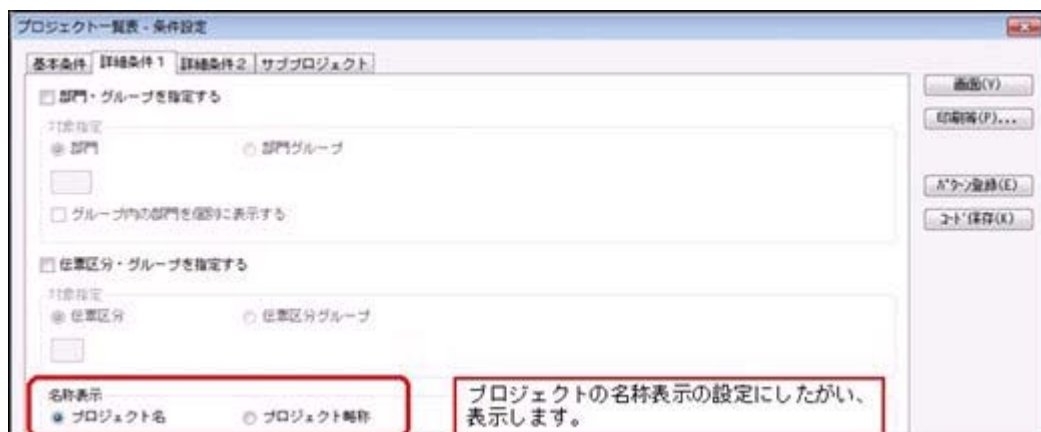 プロジェクト一覧表 - 条件設定
基本条件 詳細条件1 詳細条件2 サブプロジェクト
画面(V)
部門・グループを指定する
印刷等(P)...
対象指定
部門 部門グループ
パターン登録(E)
グループ内の部門を個別に表示する
コード保存(K)
伝票区分・グループを指定する
対象指定
伝票区分 伝票区分グループ
名称表示
プロジェクト名 プロジェクト略称
プロジェクトの名称表示の設定にしたがい、
表示します。